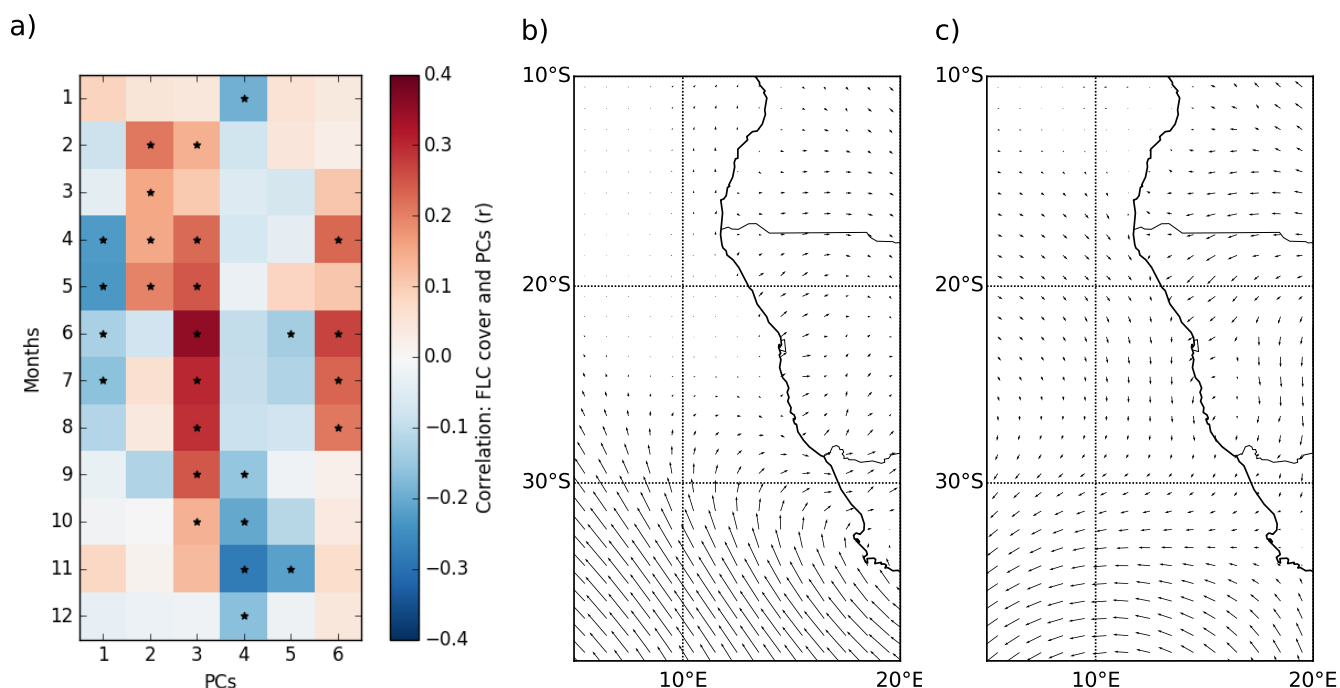 a)
b)
c)
Months
1
2
3
4
5
6
7
8
9
10
11
12
1 2 3 4 5 6
PCs
0.4
0.3
0.2
0.1
0.0
−0.1
−0.2
−0.3
−0.4
Correlation: FLC cover and PCs (r)
10°S
20°S
30°S
10°E 20°E
10°S
20°S
30°S
10°E 20°E